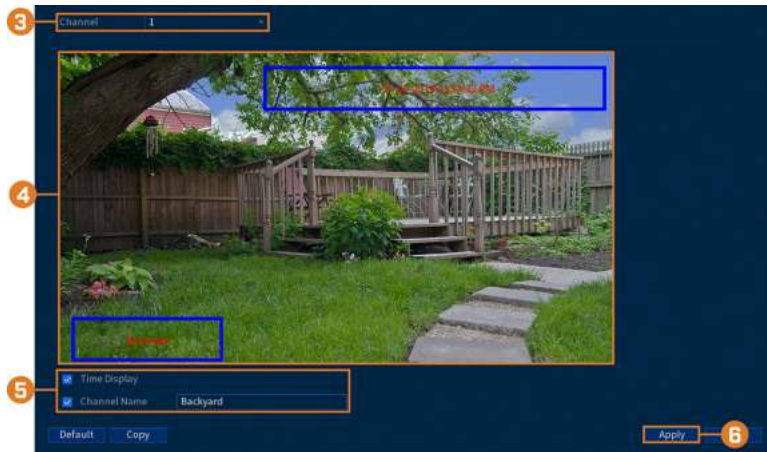 3
Channel 1
4
5
Time Display
Channel Name Backyard
Default Copy Apply 6